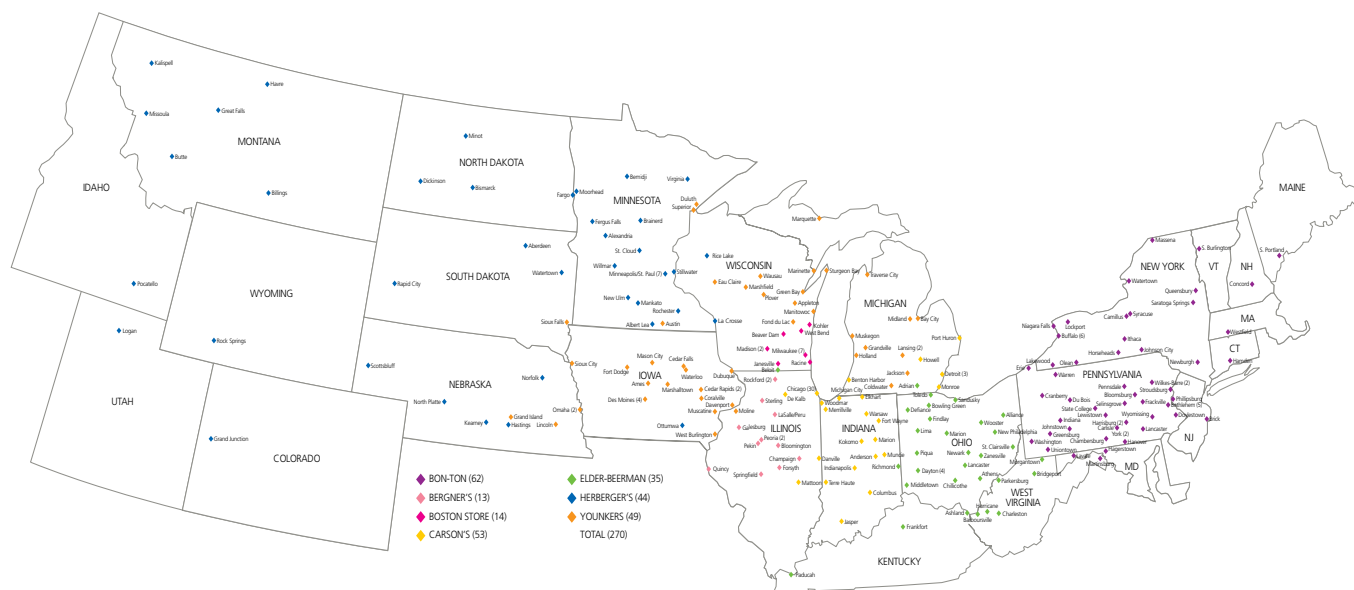 Kalispell
Havre
Missoula
Great Falls
MONTANA
Butte
IDAHO
Billings
Pocatello
WYOMING
Logan
Rock Springs
UTAH
Grand Junction
COLORADO
Minot
NORTH DAKOTA
Dickinson
Bismarck
Fargo
Aberdeen
SOUTH DAKOTA
Watertown
Rapid City
Sioux Falls
Scottsbluff
NEBRASKA
Norfolk
North Platte
Grand Island
Kearney
Hastings
Lincoln
Omaha (2)
Moorhead
Bemidji
Virginia
MINNESOTA
Duluth
Superior
Fergus Falls
Brainerd
Alexandria
St. Cloud
Willmar
Minneapolis/St. Paul (7)
Stillwater
New Ulm
Mankato
Rochester
Albert Lea
Austin
Sioux City
Mason City
Cedar Falls
Fort Dodge
IOWA
Waterloo
Ames
Marshalltown
Dubuque
Cedar Rapids (2)
Des Moines (4)
Coralville
Davenport
Muscatine
Ottumwa
West Burlington
Rice Lake
WISCONSIN
Wausau
Eau Claire
Marshfield
Plover
Marinette
Sturgeon Bay
Green Bay
Appleton
Manitowoc
La Crosse
Fond du Lac
Kohler
Beaver Dam
West Bend
Madison (2)
Milwaukee (7)
Janesville
Racine
Beloit
Marquette
Traverse City
MICHIGAN
Midland
Bay City
Muskegon
Port Huron
Grandville
Lansing (2)
Holland
Howell
Jackson
Detroit (3)
Benton Harbor
Coldwater
Adrian
Monroe
Rockford (2)
Chicago (30)
Sterling
De Kalb
Moline
LaSalle/Peru
Galesburg
ILLINOIS
Peoria (2)
Pekin
Bloomington
Champaign
Quincy
Forsyth
Springfield
Danville
Mattoon
Michigan City
Woodmar
Elkhart
Merrillville
Warsaw
Fort Wayne
INDIANA
Kokomo
Marion
Anderson
Muncie
Indianapolis
Richmond
Terre Haute
Columbus
Jasper
Toledo
Sandusky
Defiance
Bowling Green
Findlay
Alliance
Wooster
Lima
Marion
New Philadelphia
OHIO
St. Clairsville
Piqua
Newark
Zanesville
Lancaster
Dayton (4)
Athens
Middletown
Chillicothe
Morgantown
Bridgeport
Parkersburg
WEST
VIRGINIA
Hurricane
Ashland
Barboursville
Charleston
Frankfort
KENTUCKY
Paducah
MAINE
Massena
S. Burlington
S. Portland
NEW YORK
VT
NH
Watertown
Queensbury
Concord
Saratoga Springs
Camillus
Syracuse
Niagara Falls
Lockport
MA
Buffalo (6)
Ithaca
Westfield
Horseheads
Johnson City
CT
Lakewood
Olean
Newburgh
Hamden
Erie
Warren
PENNSYLVANIA
Wilkes-Barre (2)
Pennsdale
Stroudsburg
Cranberry
Bloomsburg
Phillipsburg
Du Bois
Selinsgrove
Frackville
Bethlehem (5)
State College
Lewistown
Wyomissing
Doylestown
Brick
Indiana
Harrisburg (2)
Johnstown
Carlisle
Lancaster
Greensburg
York (2)
NJ
Washington
Chambersburg
Hanover
Uniontown
Hagerstown
LaVale
Martinsburg
MD
BON-TON (62)
BERGNER'S (13)
BOSTON STORE (14)
CARSON'S (53)
ELDER-BEERMAN (35)
HERBERGER'S (44)
YOUNKERS (49)
TOTAL (270)